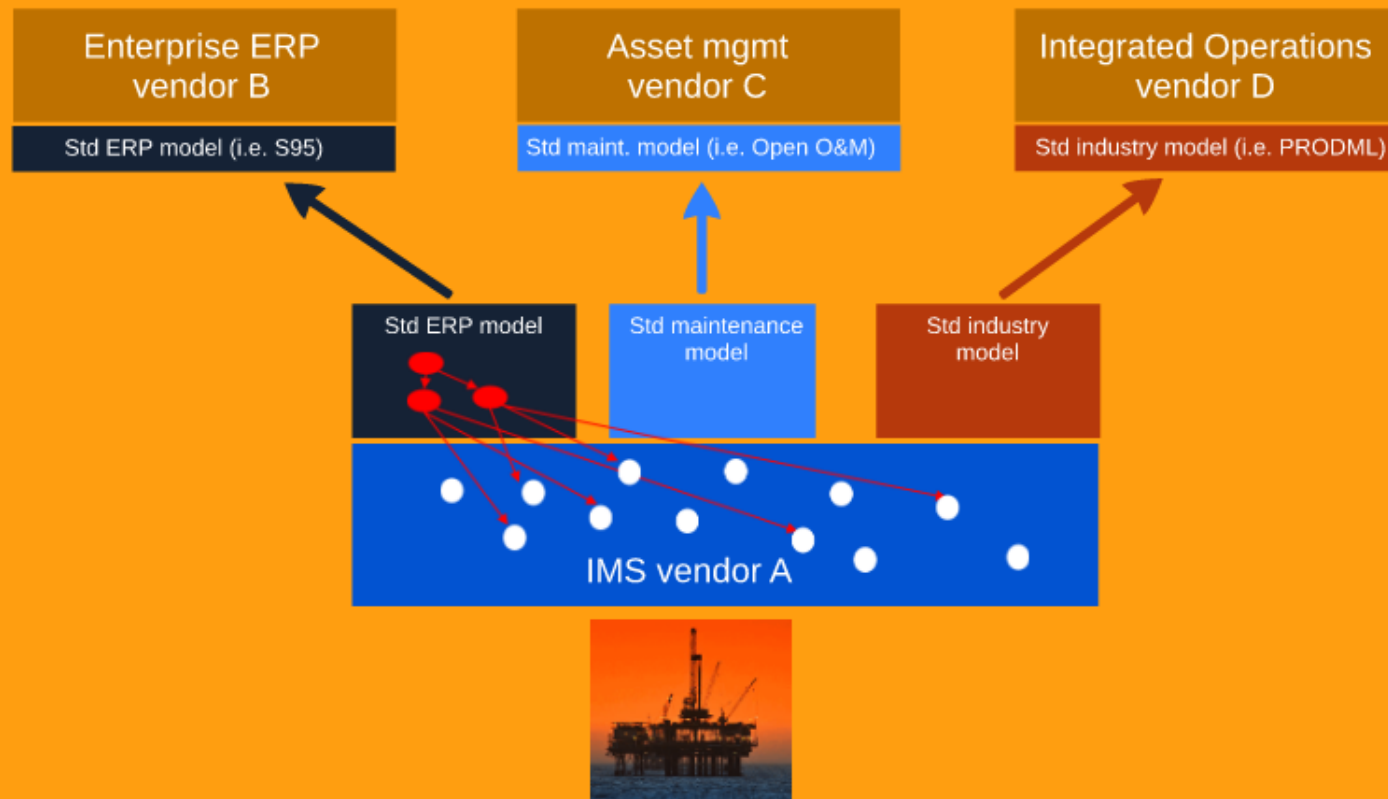 Enterprise ERP
vendor B
Std ERP model (i.e. S95)
Asset mgmt
vendor C
Std maint. model (i.e. Open O&M)
Integrated Operations
vendor D
Std industry model (i.e. PRODML)
Std ERP model
Std maintenance
model
Std industry
model
IMS vendor A